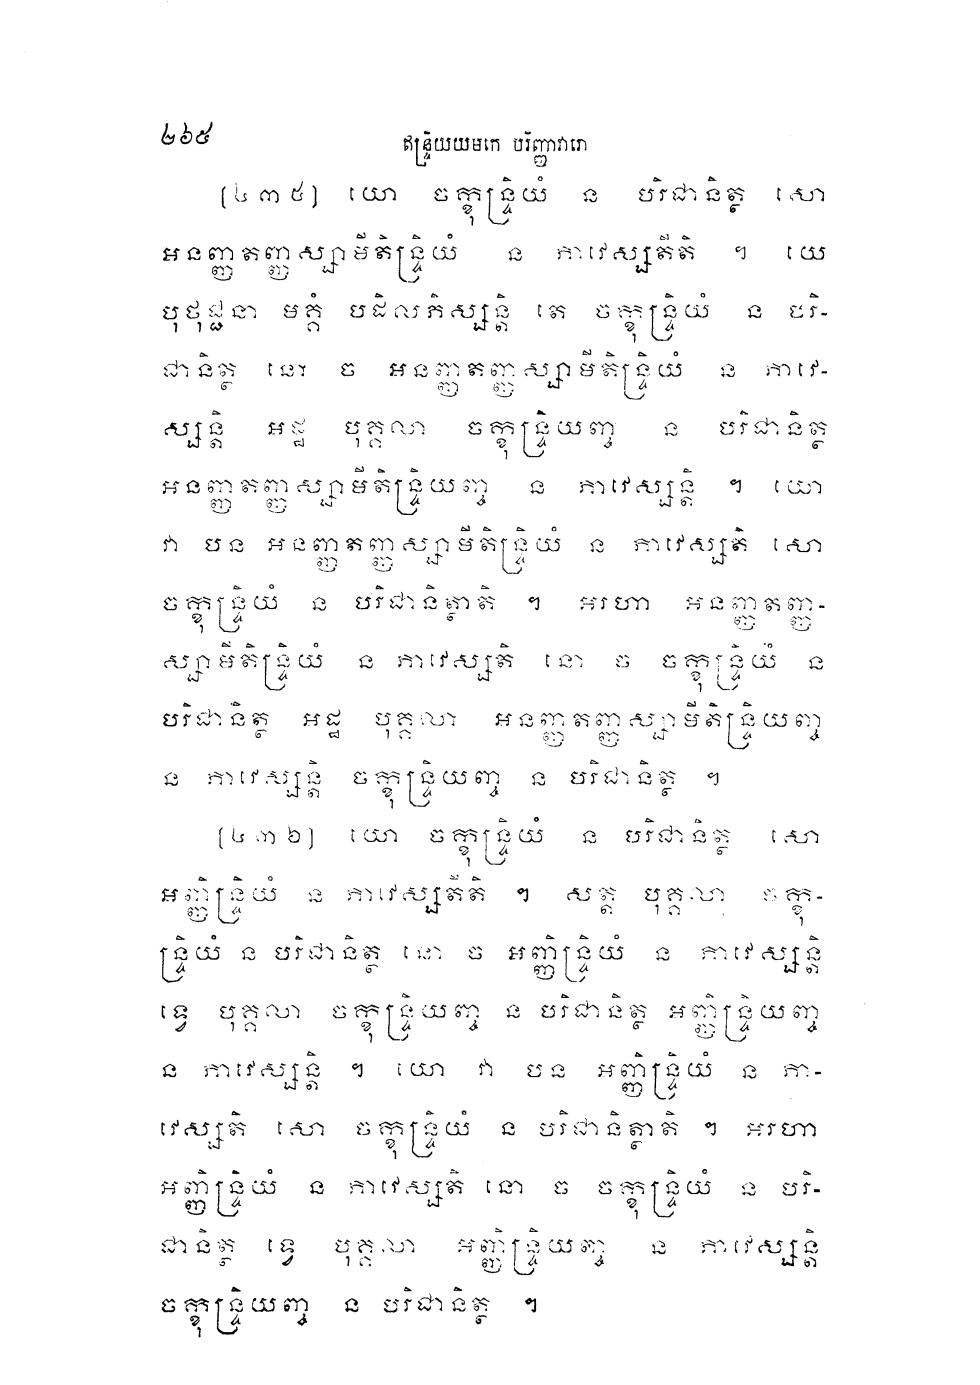 ២៦៥
ឥន្ទ្រិយយមកេ បរិញ្ញាវារោ
[៤៣៥] យោ ចក្ខុន្ទ្រិយំ ន បរិជានិត្ថ សោ
អនញ្ញតញ្ញស្សាមីតិន្ទ្រិយំ ន ភាវេស្សតីតិ ។ យេ
បុថុជ្ជនា មគ្គំ បដិលភិស្សន្តិ តេ ចក្ខុន្ទ្រិយំ ន បរិ-
ជានិត្ថ នោ ច អនញ្ញតញ្ញស្សាមីតិន្ទ្រិយំ ន ភាវេ-
ស្សន្តិ អដ្ឋ បុគ្គលា ចក្ខុន្ទ្រិយញ្ច ន បរិជានិត្ថ
អនញ្ញតញ្ញស្សាមីតិន្ទ្រិយញ្ច ន ភាវេស្សន្តិ ។ យោ
វា បន អនញ្ញតញ្ញស្សាមីតិន្ទ្រិយំ ន ភាវេស្សតិ សោ
ចក្ខុន្ទ្រិយំ ន បរិជានិត្ថាតិ ។ អរហា អនញ្ញតញ្ញ-
ស្សាមីតិន្ទ្រិយំ ន ភាវេស្សតិ នោ ច ចក្ខុន្ទ្រិយំ ន
បរិជានិត្ថ អដ្ឋ បុគ្គលា អនញ្ញតញ្ញស្សាមីតិន្ទ្រិយញ្ច
ន ភាវេស្សន្តិ ចក្ខុន្ទ្រិយញ្ច ន បរិជានិត្ថ ។
[៤៣៦] យោ ចក្ខុន្ទ្រិយំ ន បរិជានិត្ថ សោ
អញ្ញិន្ទ្រិយំ ន ភាវេស្សតីតិ ។ សត្ត បុគ្គលា ចក្ខុ-
ន្ទ្រិយំ ន បរិជានិត្ថ នោ ច អញ្ញិន្ទ្រិយំ ន ភាវេស្សន្តិ
ទ្វេ បុគ្គលា ចក្ខុន្ទ្រិយញ្ច ន បរិជានិត្ថ អញ្ញិន្ទ្រិយញ្ច
ន ភាវេស្សន្តិ ។ យោ វា បន អញ្ញិន្ទ្រិយំ ន ភា-
វេស្សតិ សោ ចក្ខុន្ទ្រិយំ ន បរិជានិត្ថាតិ ។ អរហា
អញ្ញិន្ទ្រិយំ ន ភាវេស្សតិ នោ ច ចក្ខុន្ទ្រិយំ ន បរិ-
ជានិត្ថ ទ្វេ បុគ្គលា អញ្ញិន្ទ្រិយញ្ច ន ភាវេស្សន្តិ
ចក្ខុន្ទ្រិយញ្ច ន បរិជានិត្ថ ។